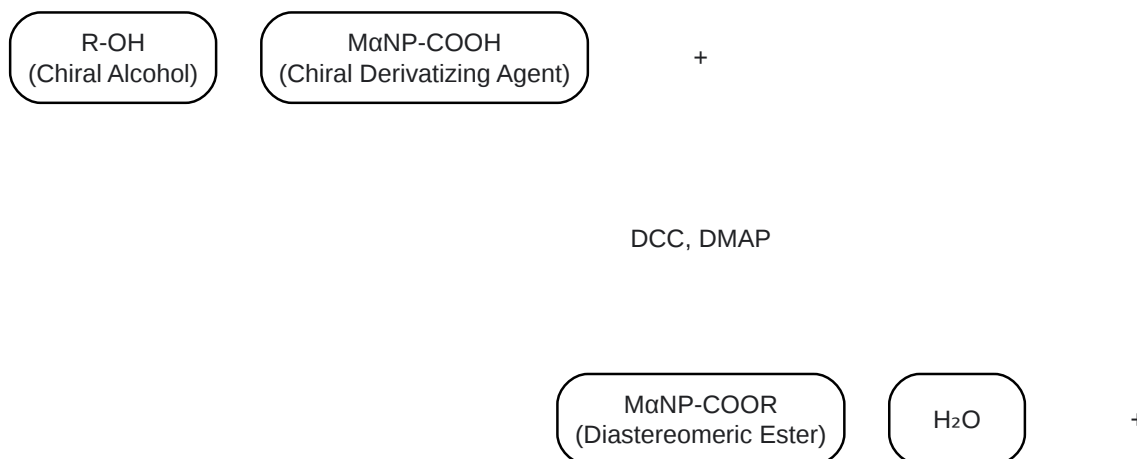 R-OH
(Chiral Alcohol)
MαNP-COOH
(Chiral Derivatizing Agent)
+
DCC, DMAP
MαNP-COOR
(Diastereomeric Ester)
H₂O
+